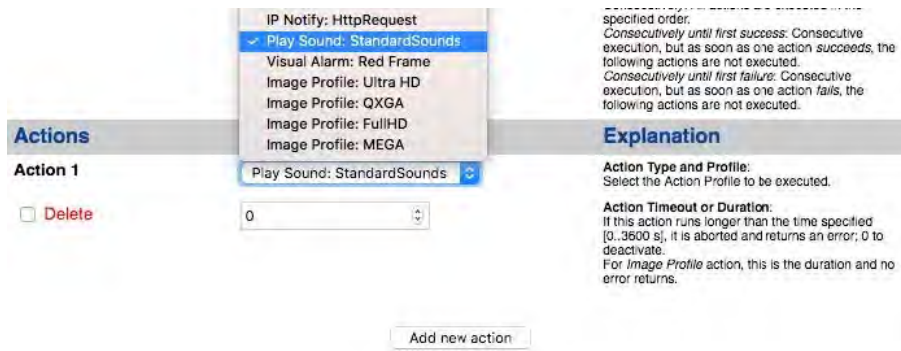 IP Notify: HttpRequest
✓ Play Sound: StandardSounds
Visual Alarm: Red Frame
Image Profile: Ultra HD
Image Profile: QXGA
Image Profile: FullHD
Image Profile: MEGA
specified order.
Consecutively until first success: Consecutive
execution, but as soon as one action succeeds, the
following actions are not executed.
Consecutively until first failure: Consecutive
execution, but as soon as one action fails, the
following actions are not executed.
Actions
Explanation
Action 1
Play Sound: StandardSounds
Action Type and Profile:
Select the Action Profile to be executed.
Delete
0
Action Timeout or Duration:
If this action runs longer than the time specified
[0..3600 s], it is aborted and returns an error; 0 to
deactivate.
For Image Profile action, this is the duration and no
error returns.
Add new action